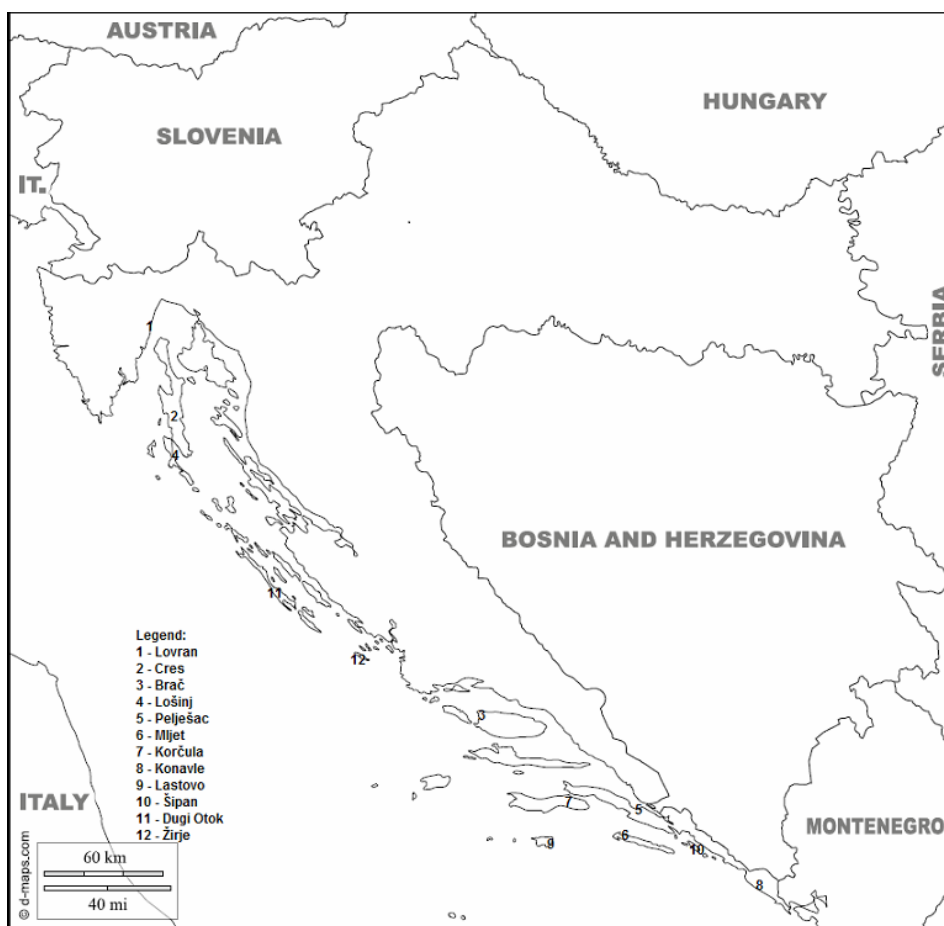 AUSTRIA
HUNGARY
SLOVENIA
IT.
SERBIA
1
2
4
BOSNIA AND HERZEGOVINA
11
12
Legend:
1 - Lovran
2 - Cres
3 - Brač
4 - Lošinj
5 - Pelješac
6 - Mljet
7 - Korčula
8 - Konavle
9 - Lastovo
10 - Šipan
11 - Dugi Otok
12 - Žirje
3
ITALY
7
5
MONTENEGRO
6
9
10
8
60 km
40 mi
© d-maps.com